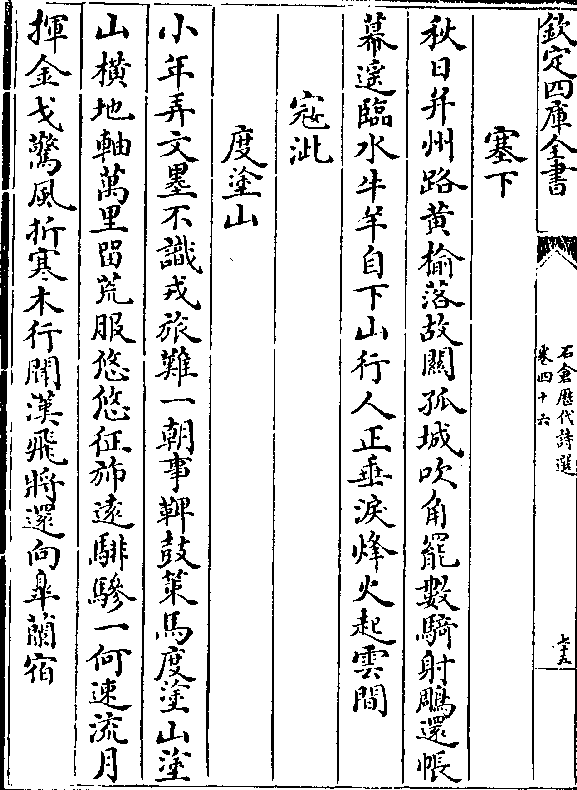 欽定四庫全書
石倉歴代詩選
卷四十六
七十五
塞下
秋日并州路黄榆落故關孤城吹角罷數騎射鵰還帳
幕遥臨水牛羊自下山行人正垂淚烽火起雲間
寇泚
度塗山
小年弄文墨不識戎旅難一朝事鞞鼓策馬度塗山塗
山横地軸萬里留荒服悠悠征斾逺騑驂一何速流月
揮金戈驚風折寒木行聞漢飛將還向臯蘭宿